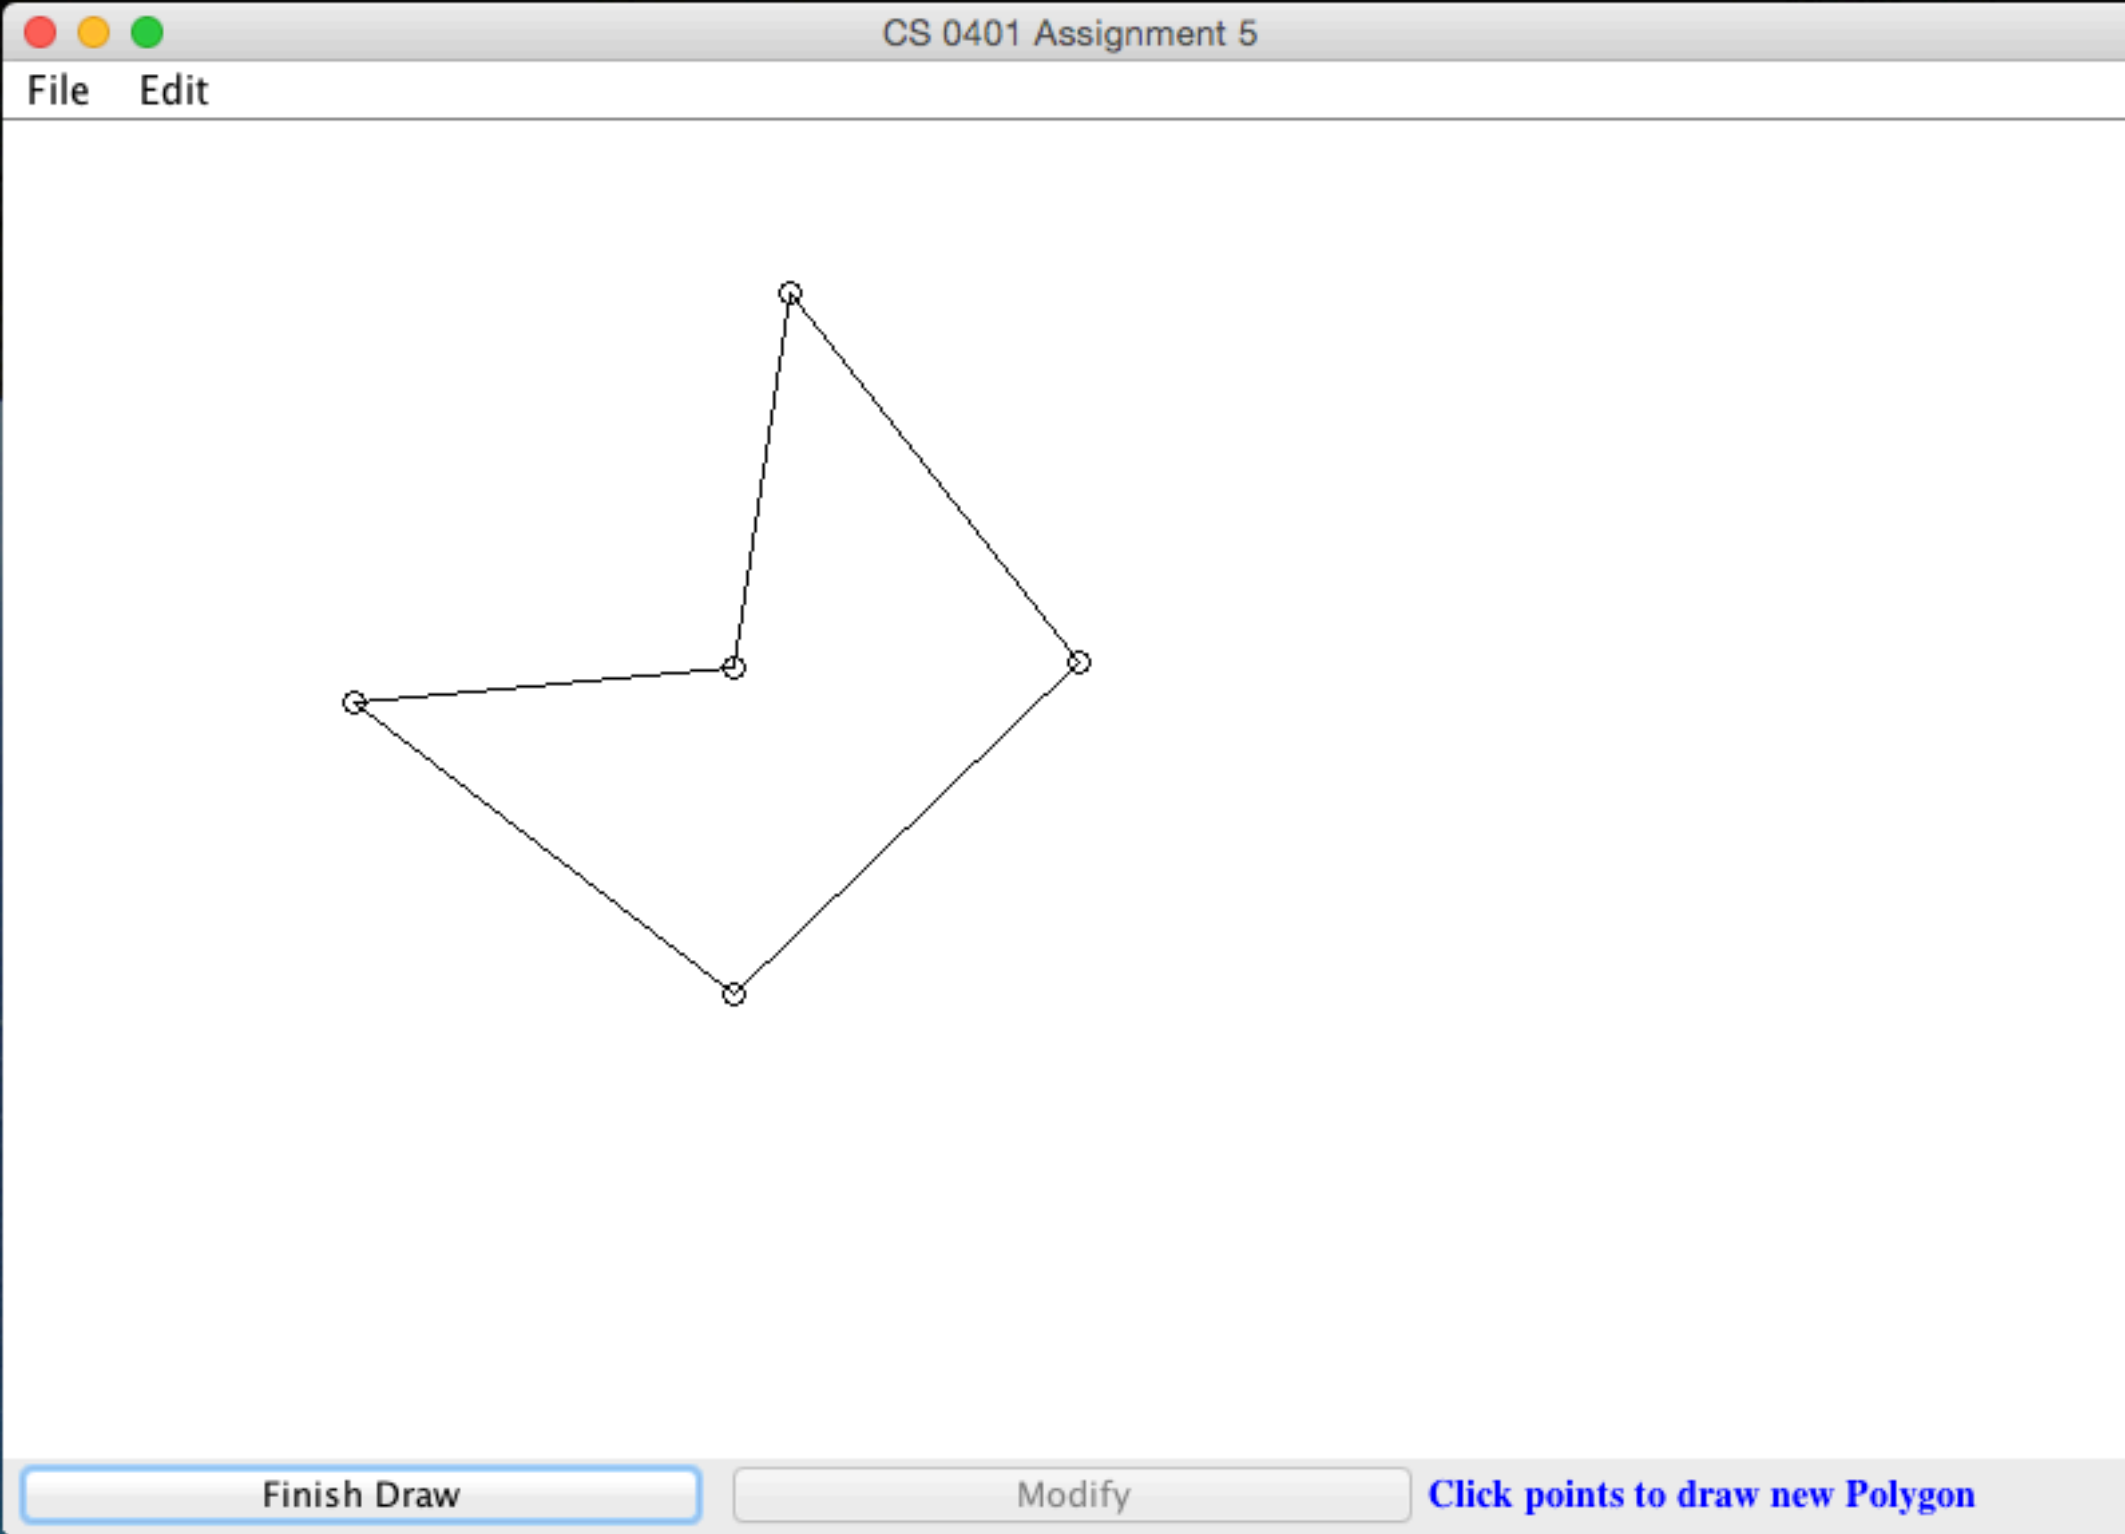 CS 0401 Assignment 5
File Edit
Finish Draw Modify Click points to draw new Polygon